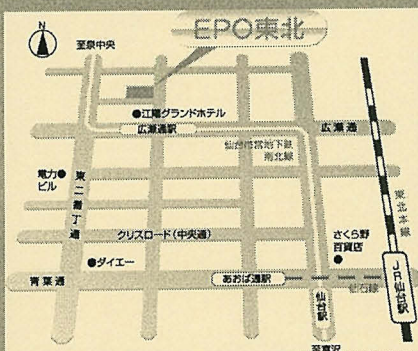 N
至泉中央
EPO東北
●江陽グランドホテル
広瀬通駅
広瀬通
仙台市営地下鉄
南北線
電力●
ビル
東二番丁通
東北本線
クリスロード(中央通)
さくら野
百貨店
●
●ダイエー
JR仙台駅
青葉通
あおば通駅
仙石線
仙台駅
至富沢